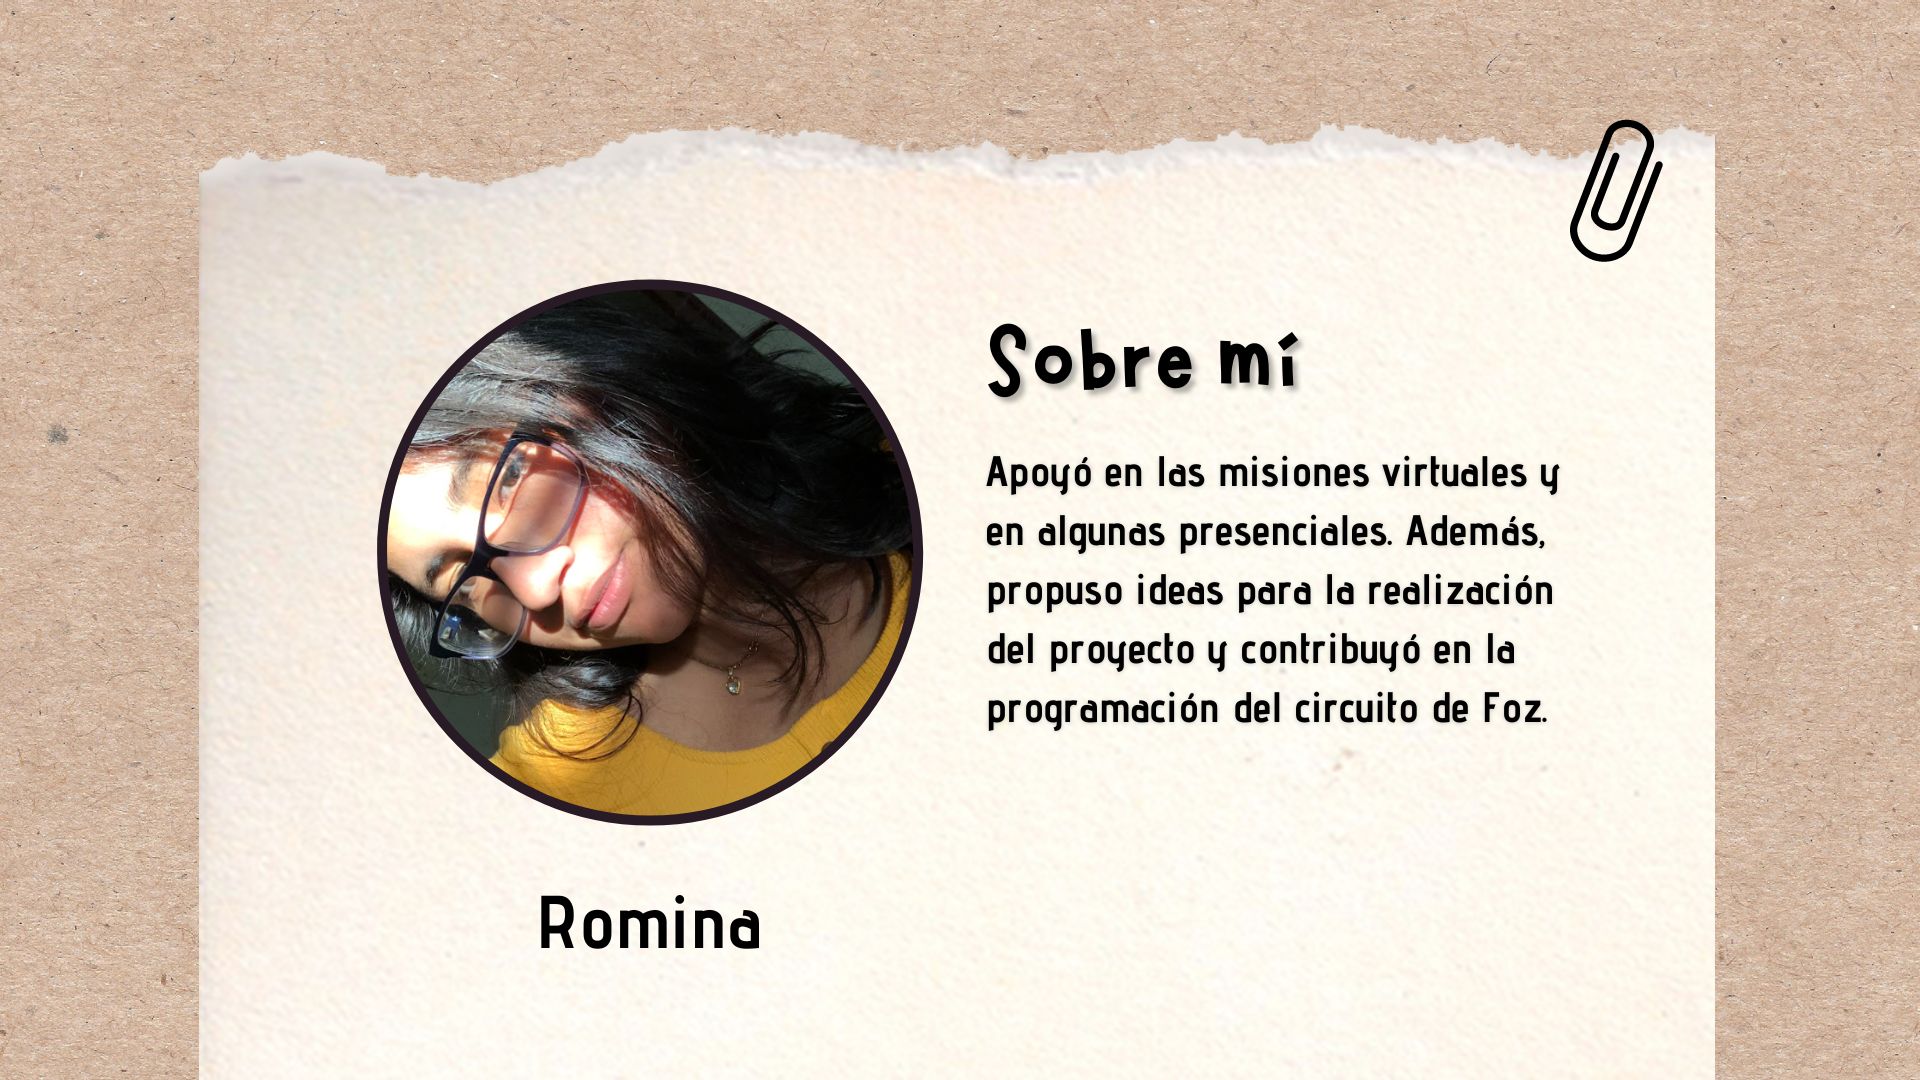 Sobre mí
Apoyó en las misiones virtuales y
en algunas presenciales. Además,
propuso ideas para la realización
del proyecto y contribuyó en la
programación del circuito de Foz.
Romina